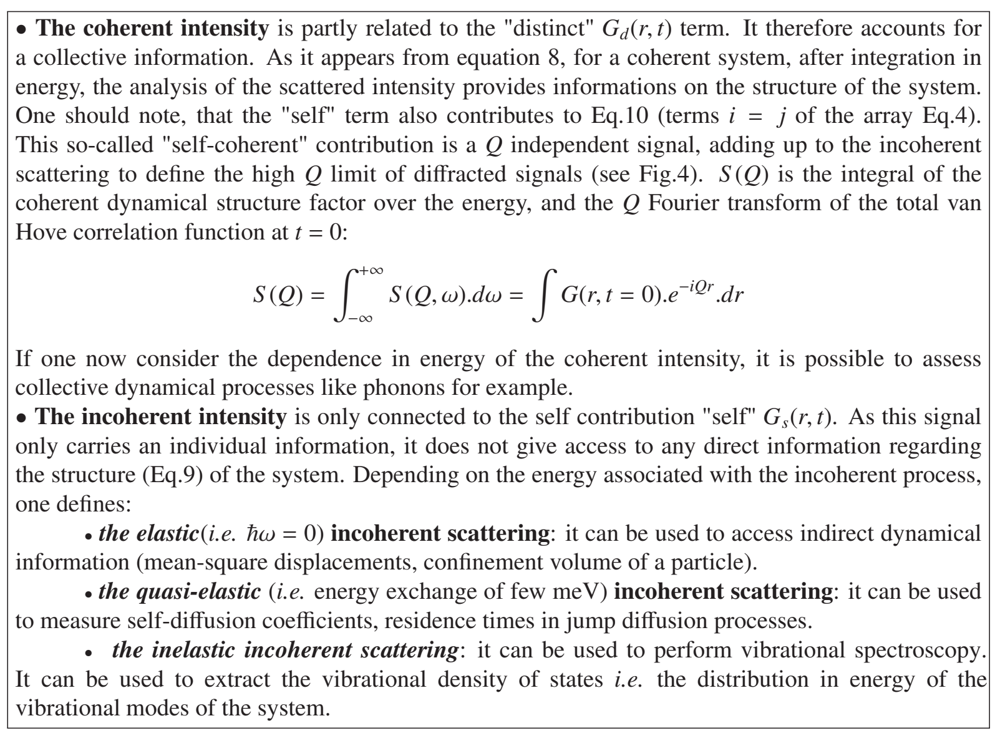 • The coherent intensity is partly related to the "distinct" G_d(r, t) term. It therefore accounts for
a collective information. As it appears from equation 8, for a coherent system, after integration in
energy, the analysis of the scattered intensity provides informations on the structure of the system.
One should note, that the "self" term also contributes to Eq.10 (terms i = j of the array Eq.4).
This so-called "self-coherent" contribution is a Q independent signal, adding up to the incoherent
scattering to define the high Q limit of diffracted signals (see Fig.4). S(Q) is the integral of the
coherent dynamical structure factor over the energy, and the Q Fourier transform of the total van
Hove correlation function at t = 0:
S(Q) = ∫_{−∞}^{+∞} S(Q, ω).dω = ∫ G(r, t = 0).e^{−iQr}.dr
If one now consider the dependence in energy of the coherent intensity, it is possible to assess
collective dynamical processes like phonons for example.
• The incoherent intensity is only connected to the self contribution "self" G_s(r, t). As this signal
only carries an individual information, it does not give access to any direct information regarding
the structure (Eq.9) of the system. Depending on the energy associated with the incoherent process,
one defines:
• the elastic(i.e. ℏω = 0) incoherent scattering: it can be used to access indirect dynamical
information (mean-square displacements, confinement volume of a particle).
• the quasi-elastic (i.e. energy exchange of few meV) incoherent scattering: it can be used
to measure self-diffusion coefficients, residence times in jump diffusion processes.
• the inelastic incoherent scattering: it can be used to perform vibrational spectroscopy.
It can be used to extract the vibrational density of states i.e. the distribution in energy of the
vibrational modes of the system.